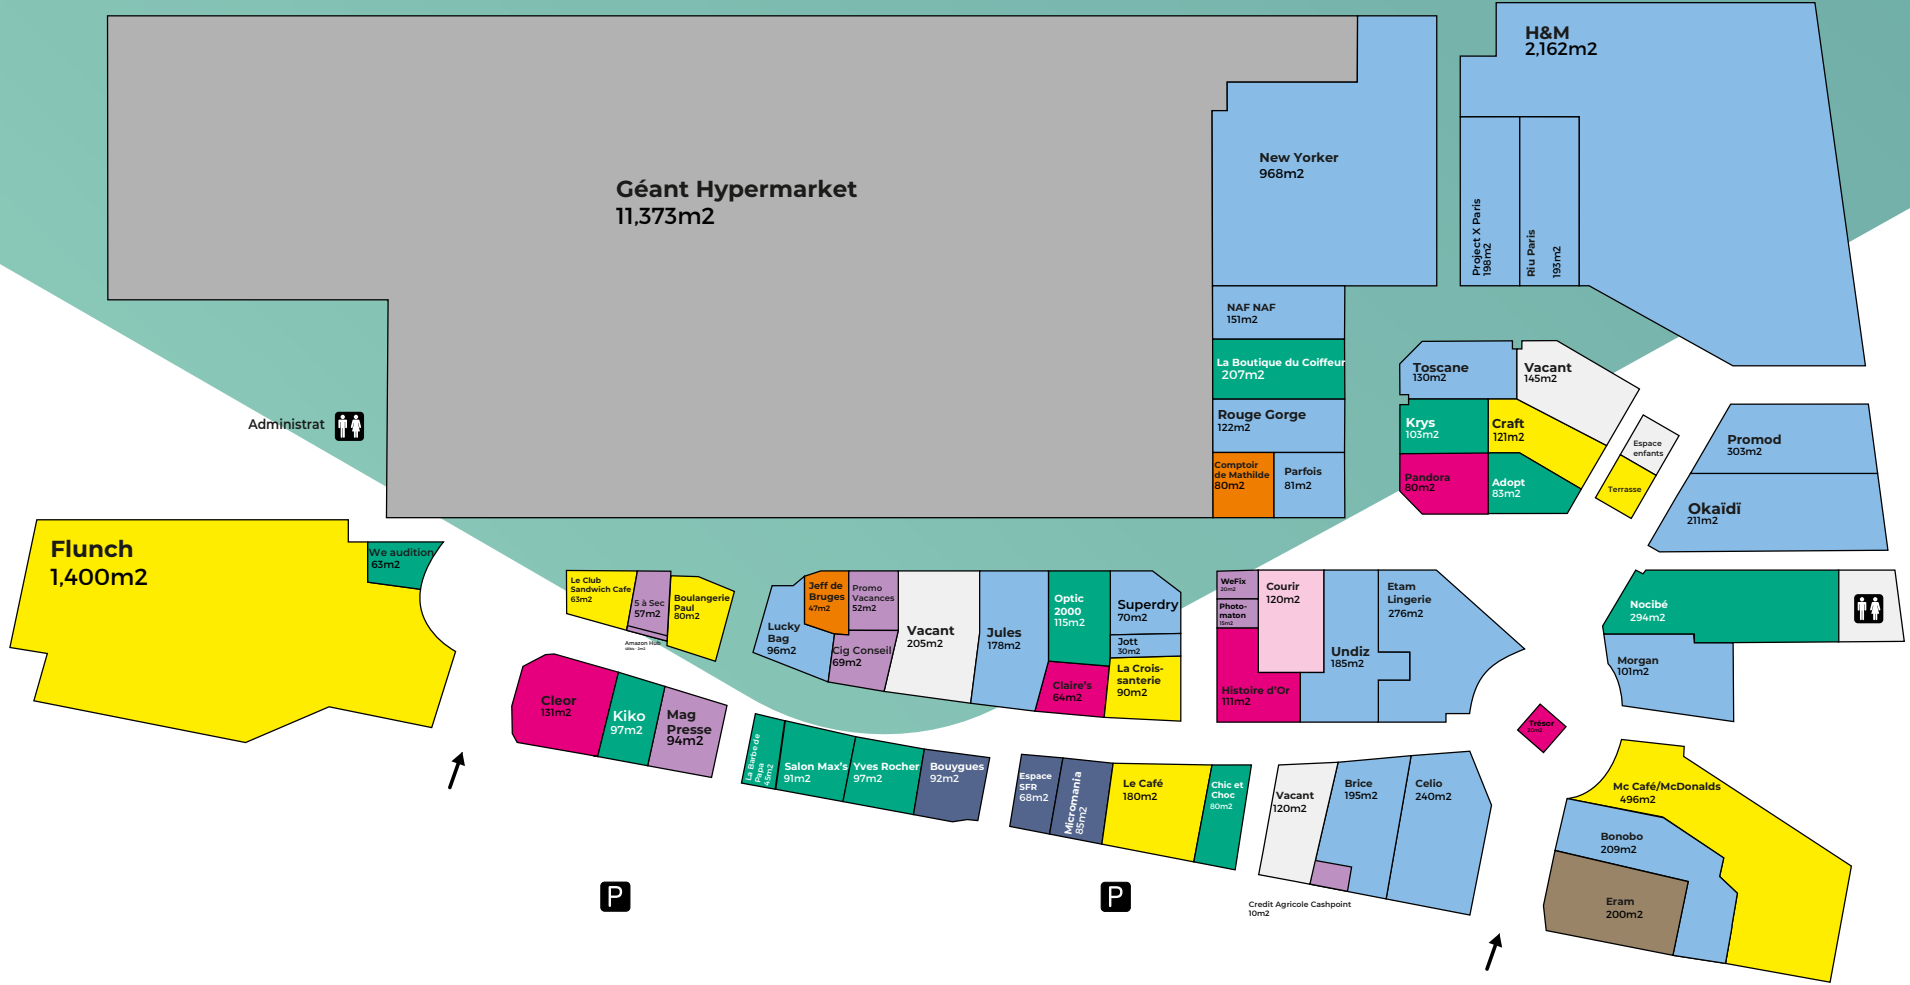 H&M
2,162m2
New Yorker
968m2
Géant Hypermarket
11,373m2
Project X Paris
198m2
Riu Paris
193m2
NAF NAF
151m2
La Boutique du Coiffeur
207m2
Rouge Gorge
122m2
Comptoir
de Mathilde
80m2
Parfois
81m2
Toscane
130m2
Vacant
145m2
Krys
103m2
Craft
121m2
Pandora
80m2
Adopt
83m2
Espace
enfants
Terrasse
Promod
303m2
Okaïdï
211m2
Administrat
Flunch
1,400m2
We audition
63m2
Le Club
Sandwich Cafe
63m2
5 à Sec
57m2
Amazon Hub
Boulangerie
Paul
80m2
Lucky
Bag
96m2
Jeff de
Bruges
47m2
Promo
Vacances
52m2
Cig Conseil
69m2
Vacant
205m2
Jules
178m2
Optic
2000
115m2
Claire's
64m2
Superdry
70m2
Jott
30m2
La Crois-
santerie
90m2
WeFix
20m2
Photo-
maton
15m2
Courir
120m2
Histoire d'Or
111m2
Undiz
185m2
Etam
Lingerie
276m2
Nocibé
294m2
Morgan
101m2
Trésor
Cleor
131m2
Kiko
97m2
Mag
Presse
94m2
La Barbe de
Papa
45m2
Salon Max's
91m2
Yves Rocher
97m2
Bouygues
92m2
Espace
SFR
68m2
Micromania
85m2
Le Café
180m2
Chic et
Choc
80m2
Vacant
120m2
Brice
195m2
Celio
240m2
Credit Agricole Cashpoint
10m2
Mc Café/McDonalds
496m2
Bonobo
209m2
Eram
200m2
P
P